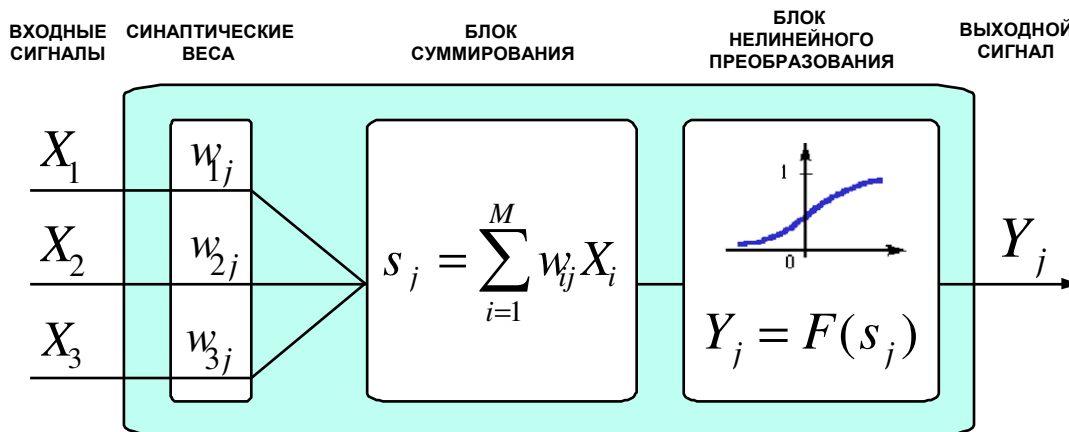 ВХОДНЫЕ
СИГНАЛЫ
СИНАПТИЧЕСКИЕ
ВЕСА
БЛОК
СУММИРОВАНИЯ
БЛОК
НЕЛИНЕЙНОГО
ПРЕОБРАЗОВАНИЯ
ВЫХОДНОЙ
СИГНАЛ
X₁
X₂
X₃
w₁ⱼ
w₂ⱼ
w₃ⱼ
sⱼ = ∑ᵢ₌₁ᴹ wᵢⱼXᵢ
1
0
Yⱼ = F(sⱼ)
Yⱼ